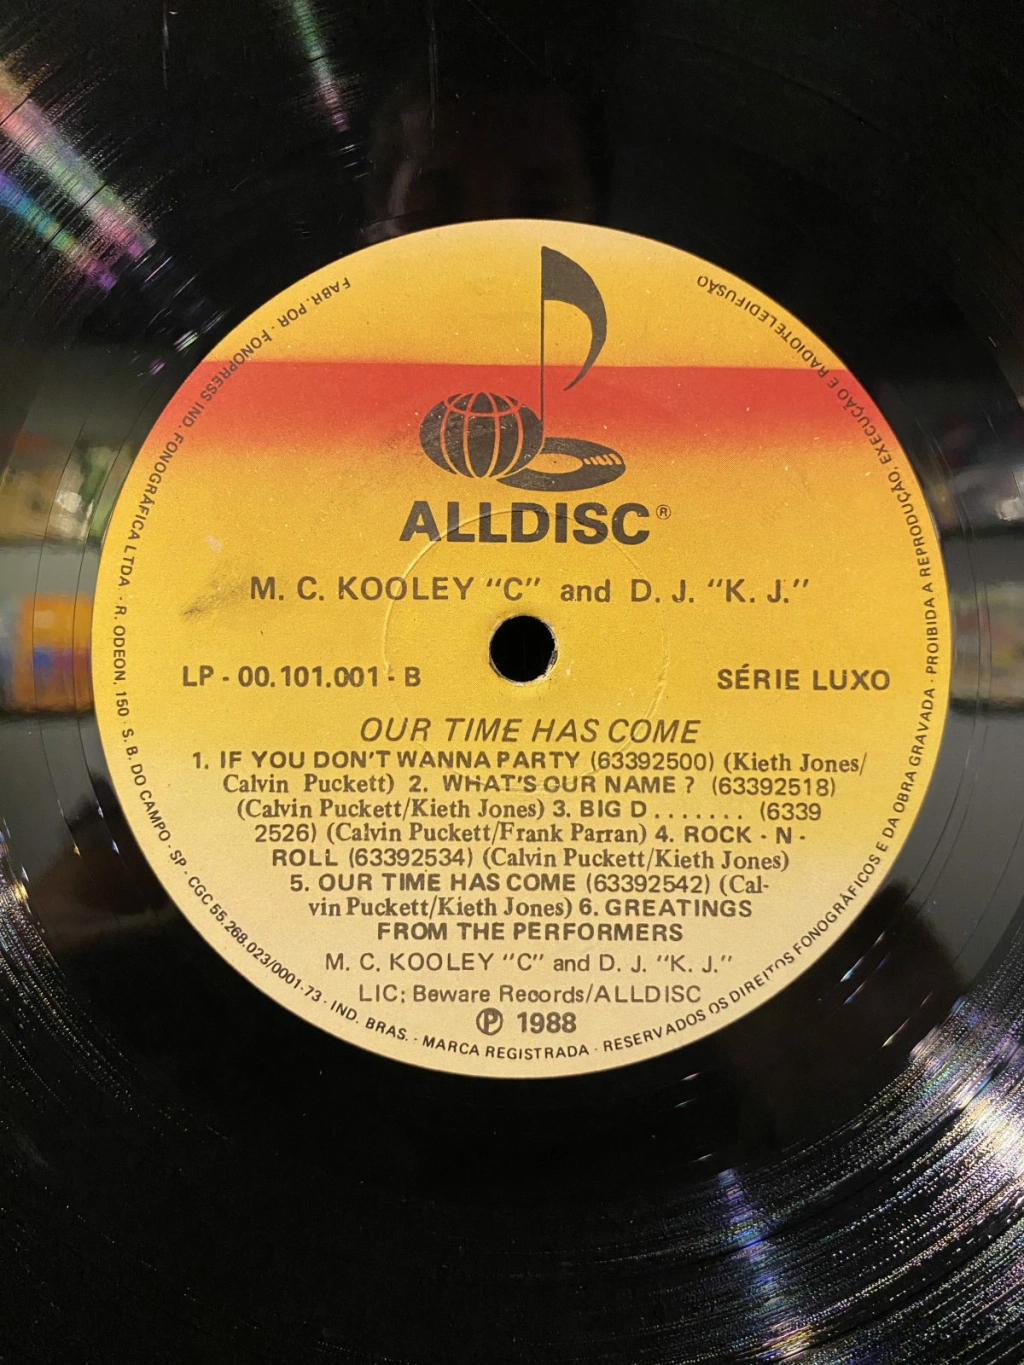 ALLDISC®
M. C. KOOLEY "C" and D. J. "K. J."
LP - 00.101.001 - B
SÉRIE LUXO
OUR TIME HAS COME
1. IF YOU DON'T WANNA PARTY (63392500) (Kieth Jones/
Calvin Puckett) 2. WHAT'S OUR NAME ? (63392518)
(Calvin Puckett/Kieth Jones) 3. BIG D . . . . . . . (6339
2526) (Calvin Puckett/Frank Parran) 4. ROCK - N -
ROLL (63392534) (Calvin Puckett/Kieth Jones)
5. OUR TIME HAS COME (63392542) (Cal-
vin Puckett/Kieth Jones) 6. GREATINGS
FROM THE PERFORMERS
M. C. KOOLEY "C" and D. J. "K. J."
LIC: Beware Records/ALLDISC
Ⓟ 1988
FABR. POR - FONOPRESS IND. FONOGRÁFICA LTDA - R. ODEON, 150 - S. B. DO CAMPO - SP - CGC 55.268.023/0001-73 - IND. BRAS. - MARCA REGISTRADA - RESERVADOS OS DIREITOS FONOGRÁFICOS E DA OBRA GRAVADA - PROIBIDA A REPRODUÇÃO, EXECUÇÃO E RADIOTELEDIFUSÃO